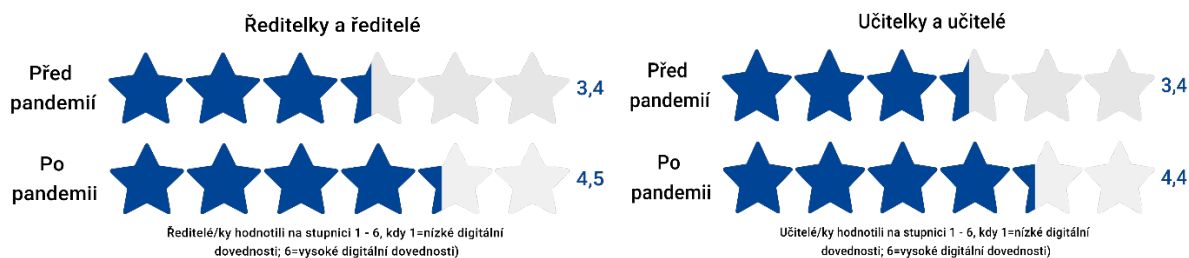 Ředitelky a ředitelé
Před
pandemií
3,4
Po
pandemii
4,5
Ředitelé/ky hodnotili na stupnici 1 - 6, kdy 1=nízké digitální
dovednosti; 6=vysoké digitální dovednosti)
Učitelky a učitelé
Před
pandemií
3,4
Po
pandemii
4,4
Učitelé/ky hodnotili na stupnici 1 - 6, kdy 1=nízké digitální
dovednosti; 6=vysoké digitální dovednosti)